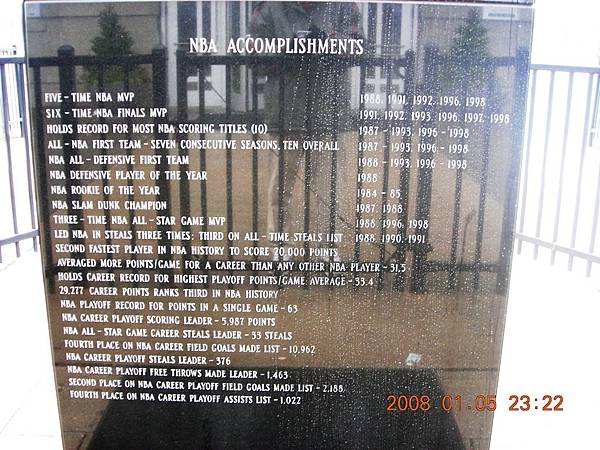 NBA ACCOMPLISHMENTS
FIVE - TIME NBA MVP 1988, 1991, 1992, 1996, 1998
SIX - TIME NBA FINALS MVP 1991, 1992, 1993, 1996, 1997, 1998
HOLDS RECORD FOR MOST NBA SCORING TITLES (10) 1987 - 1993, 1996 - 1998
ALL - NBA FIRST TEAM - SEVEN CONSECUTIVE SEASONS, TEN OVERALL 1987 - 1993, 1996 - 1998
NBA ALL - DEFENSIVE FIRST TEAM 1988 - 1993, 1996 - 1998
NBA DEFENSIVE PLAYER OF THE YEAR 1988
NBA ROOKIE OF THE YEAR 1984 - 85
NBA SLAM DUNK CHAMPION 1987, 1988
THREE - TIME NBA ALL - STAR GAME MVP 1988, 1996, 1998
LED NBA IN STEALS THREE TIMES; THIRD ON ALL - TIME STEALS LIST 1988, 1990, 1991
SECOND FASTEST PLAYER IN NBA HISTORY TO SCORE 20,000 POINTS
AVERAGED MORE POINTS/GAME FOR A CAREER THAN ANY OTHER NBA PLAYER - 31.5
HOLDS CAREER RECORD FOR HIGHEST PLAYOFF POINTS/GAME AVERAGE - 33.4
29,277 CAREER POINTS RANKS THIRD IN NBA HISTORY
NBA PLAYOFF RECORD FOR POINTS IN A SINGLE GAME - 63
NBA CAREER PLAYOFF SCORING LEADER - 5,987 POINTS
NBA ALL - STAR GAME CAREER STEALS LEADER - 33 STEALS
FOURTH PLACE ON NBA CAREER FIELD GOALS MADE LIST - 10,962
NBA CAREER PLAYOFF STEALS LEADER - 376
NBA CAREER PLAYOFF FREE THROWS MADE LEADER - 1,463
SECOND PLACE ON NBA CAREER PLAYOFF FIELD GOALS MADE LIST - 2,188
FOURTH PLACE ON NBA CAREER PLAYOFF ASSISTS LIST - 1,022
2008 01.05 23:22